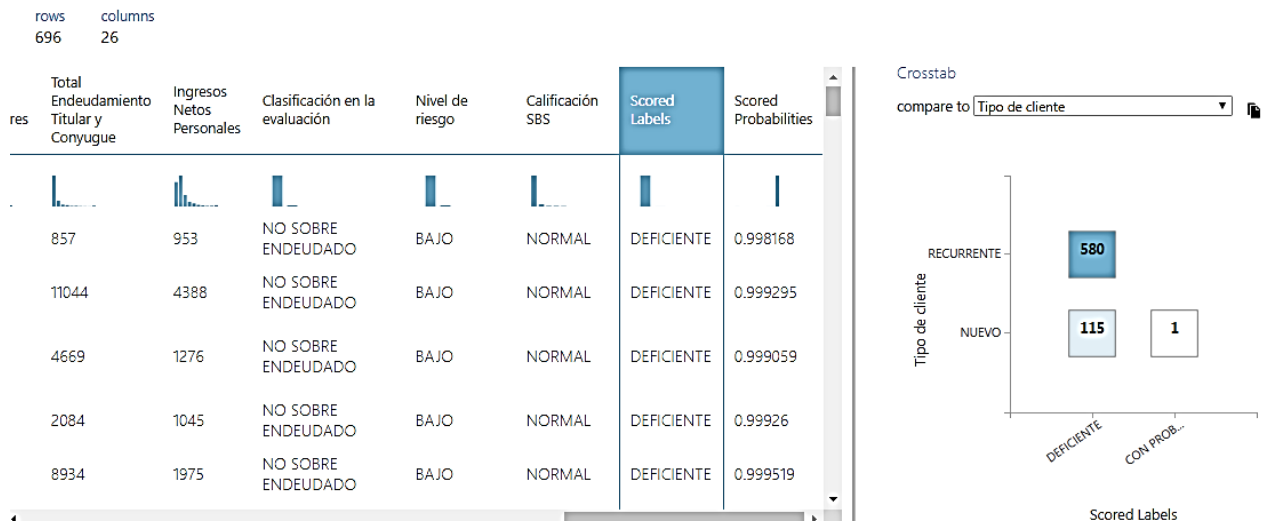 rows columns
696 26
res
Total
Endeudamiento
Titular y
Conyugue
Ingresos
Netos
Personales
Clasificación en la
evaluación
Nivel de
riesgo
Calificación
SBS
Scored
Labels
Scored
Probabilities
857 953 NO SOBRE
ENDEUDADO BAJO NORMAL DEFICIENTE 0.998168
11044 4388 NO SOBRE
ENDEUDADO BAJO NORMAL DEFICIENTE 0.999295
4669 1276 NO SOBRE
ENDEUDADO BAJO NORMAL DEFICIENTE 0.999059
2084 1045 NO SOBRE
ENDEUDADO BAJO NORMAL DEFICIENTE 0.99926
8934 1975 NO SOBRE
ENDEUDADO BAJO NORMAL DEFICIENTE 0.999519
Crosstab
compare to Tipo de cliente
Tipo de cliente
RECURRENTE 580
NUEVO 115 1
DEFICIENTE CON PROB...
Scored Labels